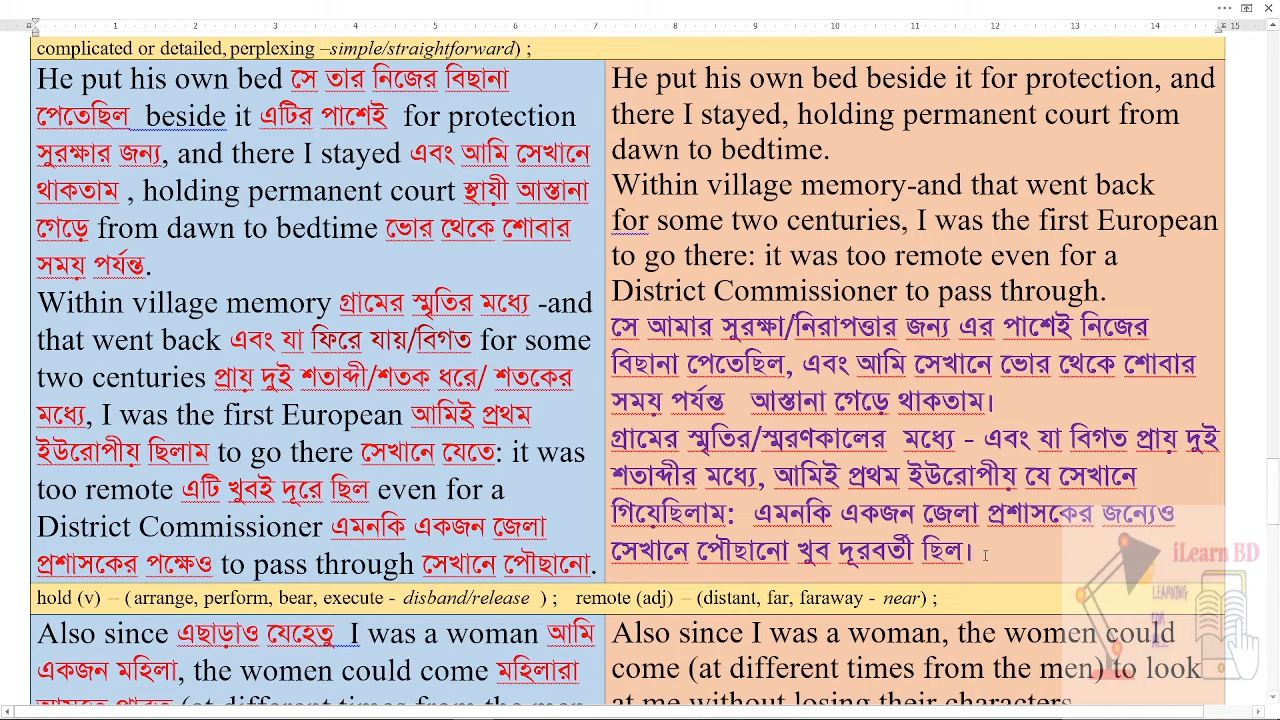 complicated or detailed, perplexing –simple/straightforward) ;
He put his own bed সে তার নিজের বিছানা
পেতেছিল beside it এটির পাশেই for protection
সুরক্ষার জন্য, and there I stayed এবং আমি সেখানে
থাকতাম , holding permanent court স্থায়ী আস্তানা
গেড়ে from dawn to bedtime ভোর থেকে শোবার
সময় পর্যন্ত.
Within village memory গ্রামের স্মৃতির মধ্যে -and
that went back এবং যা ফিরে যায়/বিগত for some
two centuries প্রায় দুই শতাব্দী/শতক ধরে/ শতকের
মধ্যে, I was the first European আমিই প্রথম
ইউরোপীয় ছিলাম to go there সেখানে যেতে: it was
too remote এটি খুবই দূরে ছিল even for a
District Commissioner এমনকি একজন জেলা
প্রশাসকের পক্ষেও to pass through সেখানে পৌছানো.
He put his own bed beside it for protection, and
there I stayed, holding permanent court from
dawn to bedtime.
Within village memory-and that went back
for some two centuries, I was the first European
to go there: it was too remote even for a
District Commissioner to pass through.
সে আমার সুরক্ষা/নিরাপত্তার জন্য এর পাশেই নিজের
বিছানা পেতেছিল, এবং আমি সেখানে ভোর থেকে শোবার
সময় পর্যন্ত আস্তানা গেড়ে থাকতাম।
গ্রামের স্মৃতির/স্মরণকালের মধ্যে - এবং যা বিগত প্রায় দুই
শতাব্দীর মধ্যে, আমিই প্রথম ইউরোপীয় যে সেখানে
গিয়েছিলাম: এমনকি একজন জেলা প্রশাসকের জন্যেও
সেখানে পৌছানো খুব দূরবর্তী ছিল।
hold (v) – ( arrange, perform, bear, execute - disband/release ) ; remote (adj) – (distant, far, faraway - near) ;
Also since এছাড়াও যেহেতু I was a woman আমি
একজন মহিলা, the women could come মহিলারা
Also since I was a woman, the women could
come (at different times from the men) to look
at me without losing their characters
iLearn BD
LEARNING